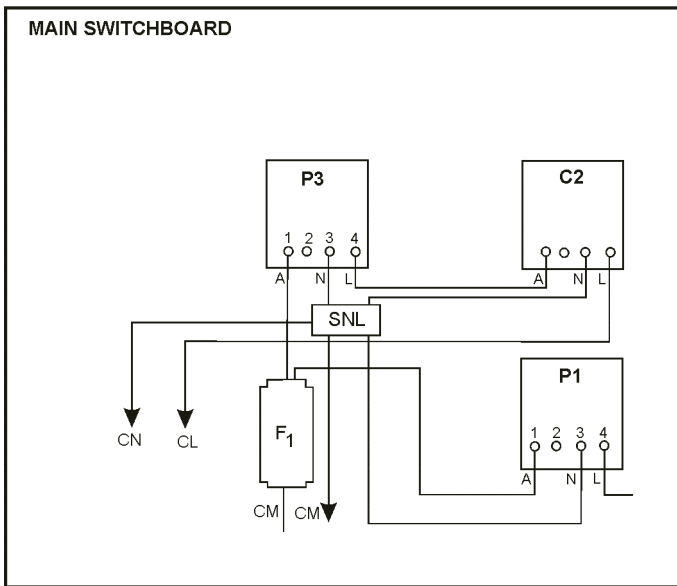 MAIN SWITCHBOARD
P3
C2
1 2 3 4
A N L
A N L
SNL
P1
CN CL
F1
1 2 3 4
A N L
CM CM